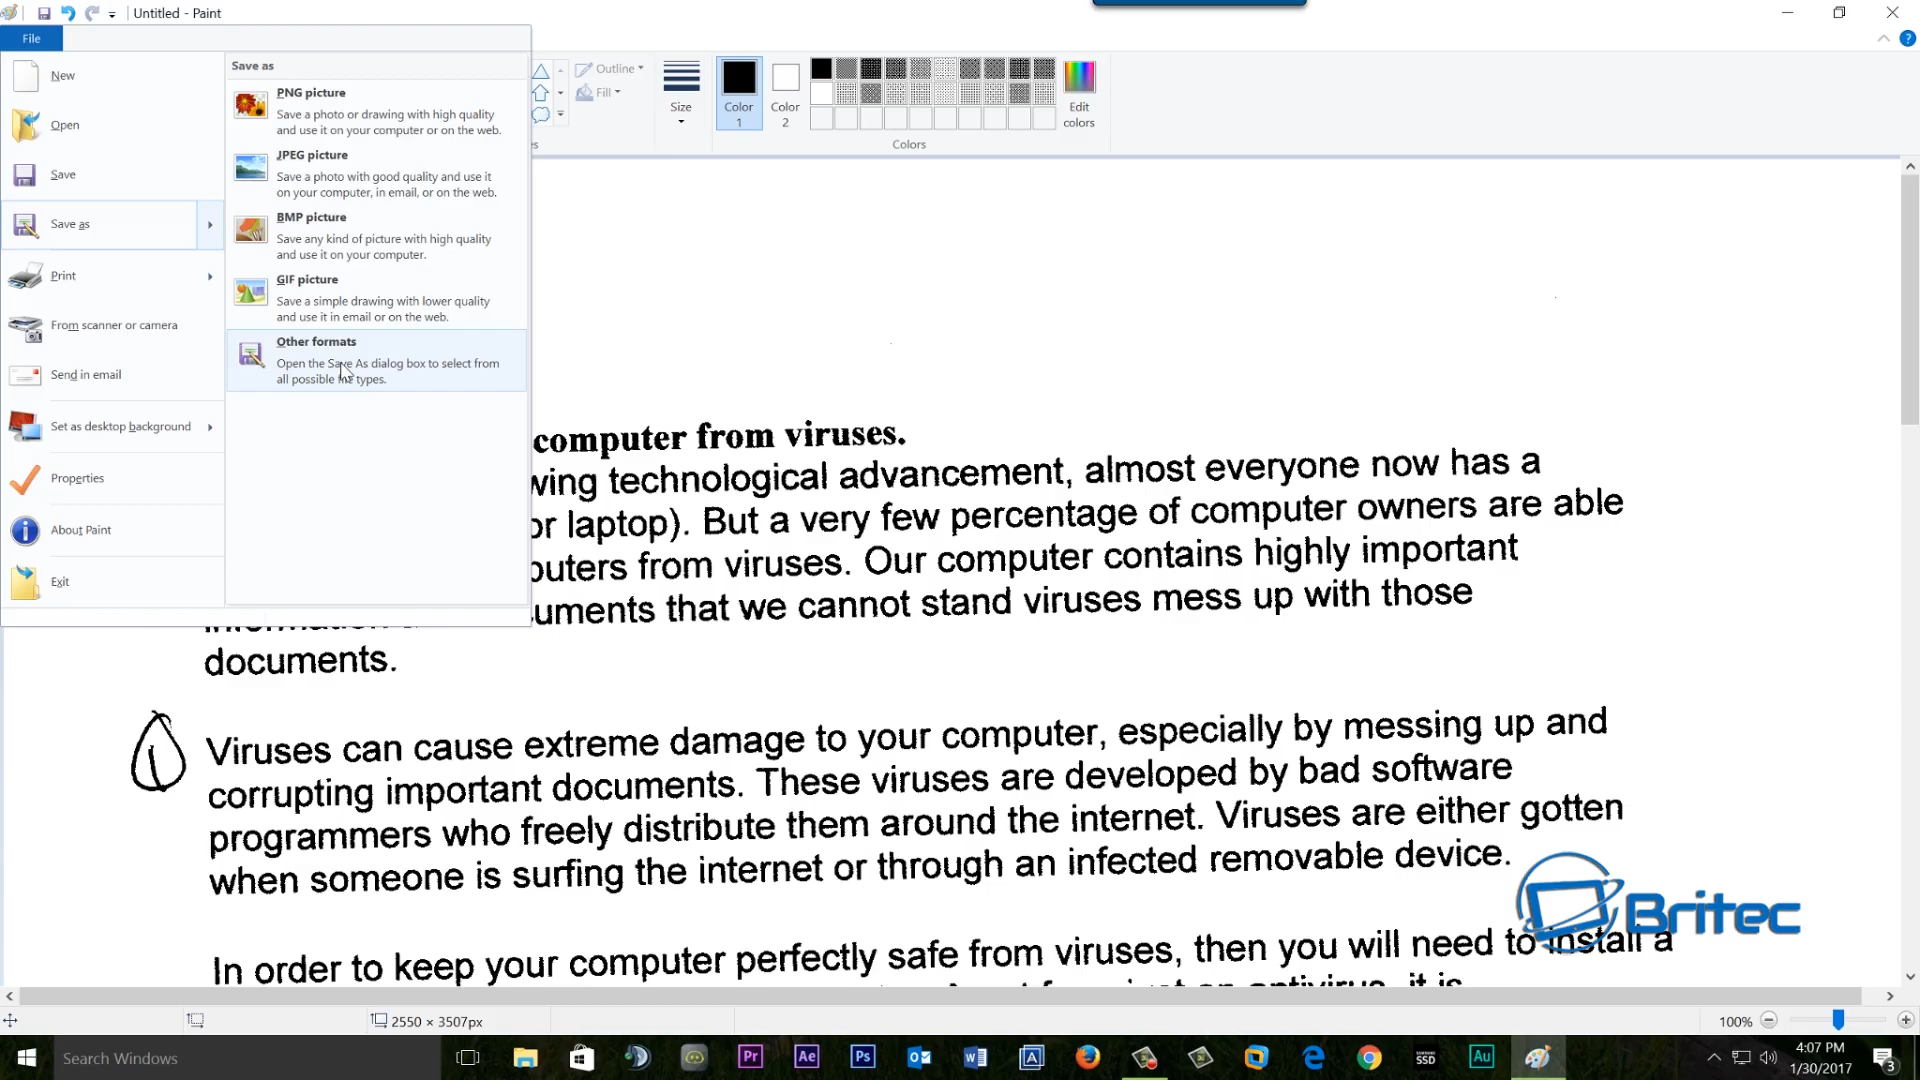 Untitled - Paint
File
New
Open
Save
Save as
Print
From scanner or camera
Send in email
Set as desktop background
Properties
About Paint
Exit
Save as
PNG picture
Save a photo or drawing with high quality
and use it on your computer or on the web.
JPEG picture
Save a photo with good quality and use it
on your computer, in email, or on the web.
BMP picture
Save any kind of picture with high quality
and use it on your computer.
GIF picture
Save a simple drawing with lower quality
and use it in email or on the web.
Other formats
Open the Save As dialog box to select from
all possible file types.
Outline
Fill
Size
Color
1
Color
2
Edit
colors
Colors
computer from viruses.
wing technological advancement, almost everyone now has a
or laptop). But a very few percentage of computer owners are able
puters from viruses. Our computer contains highly important
uments that we cannot stand viruses mess up with those
documents.
Viruses can cause extreme damage to your computer, especially by messing up and
corrupting important documents. These viruses are developed by bad software
programmers who freely distribute them around the internet. Viruses are either gotten
when someone is surfing the internet or through an infected removable device.
In order to keep your computer perfectly safe from viruses, then you will need to install a
Britec
2550 × 3507px
100%
Search Windows
Pr
Ae
Ps
SSD
Au
4:07 PM
1/30/2017
3